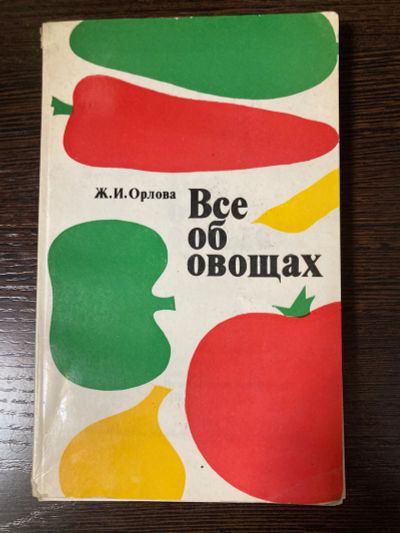 Ж.И.Орлова
Все
об
овощах